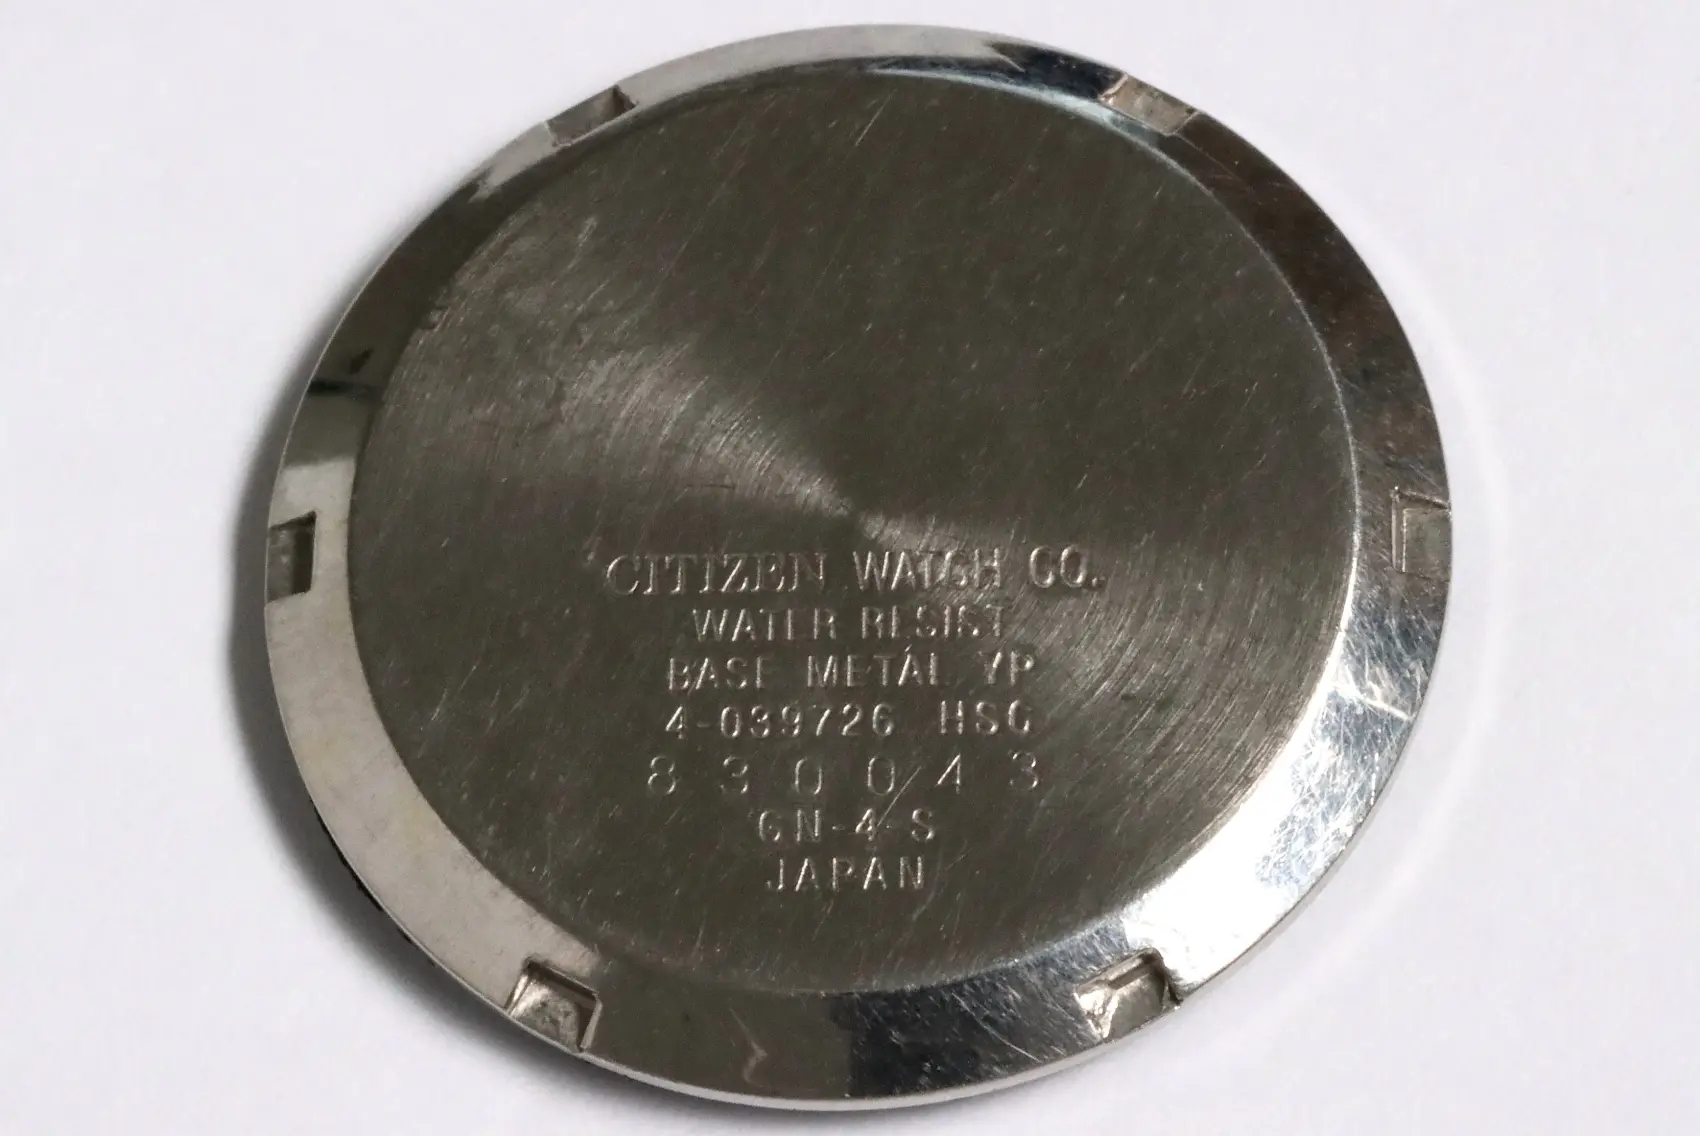 CITIZEN WATCH CO.
WATER RESIST
BASE METAL YP
4-039726 HSG
830043
GN-4-S
JAPAN